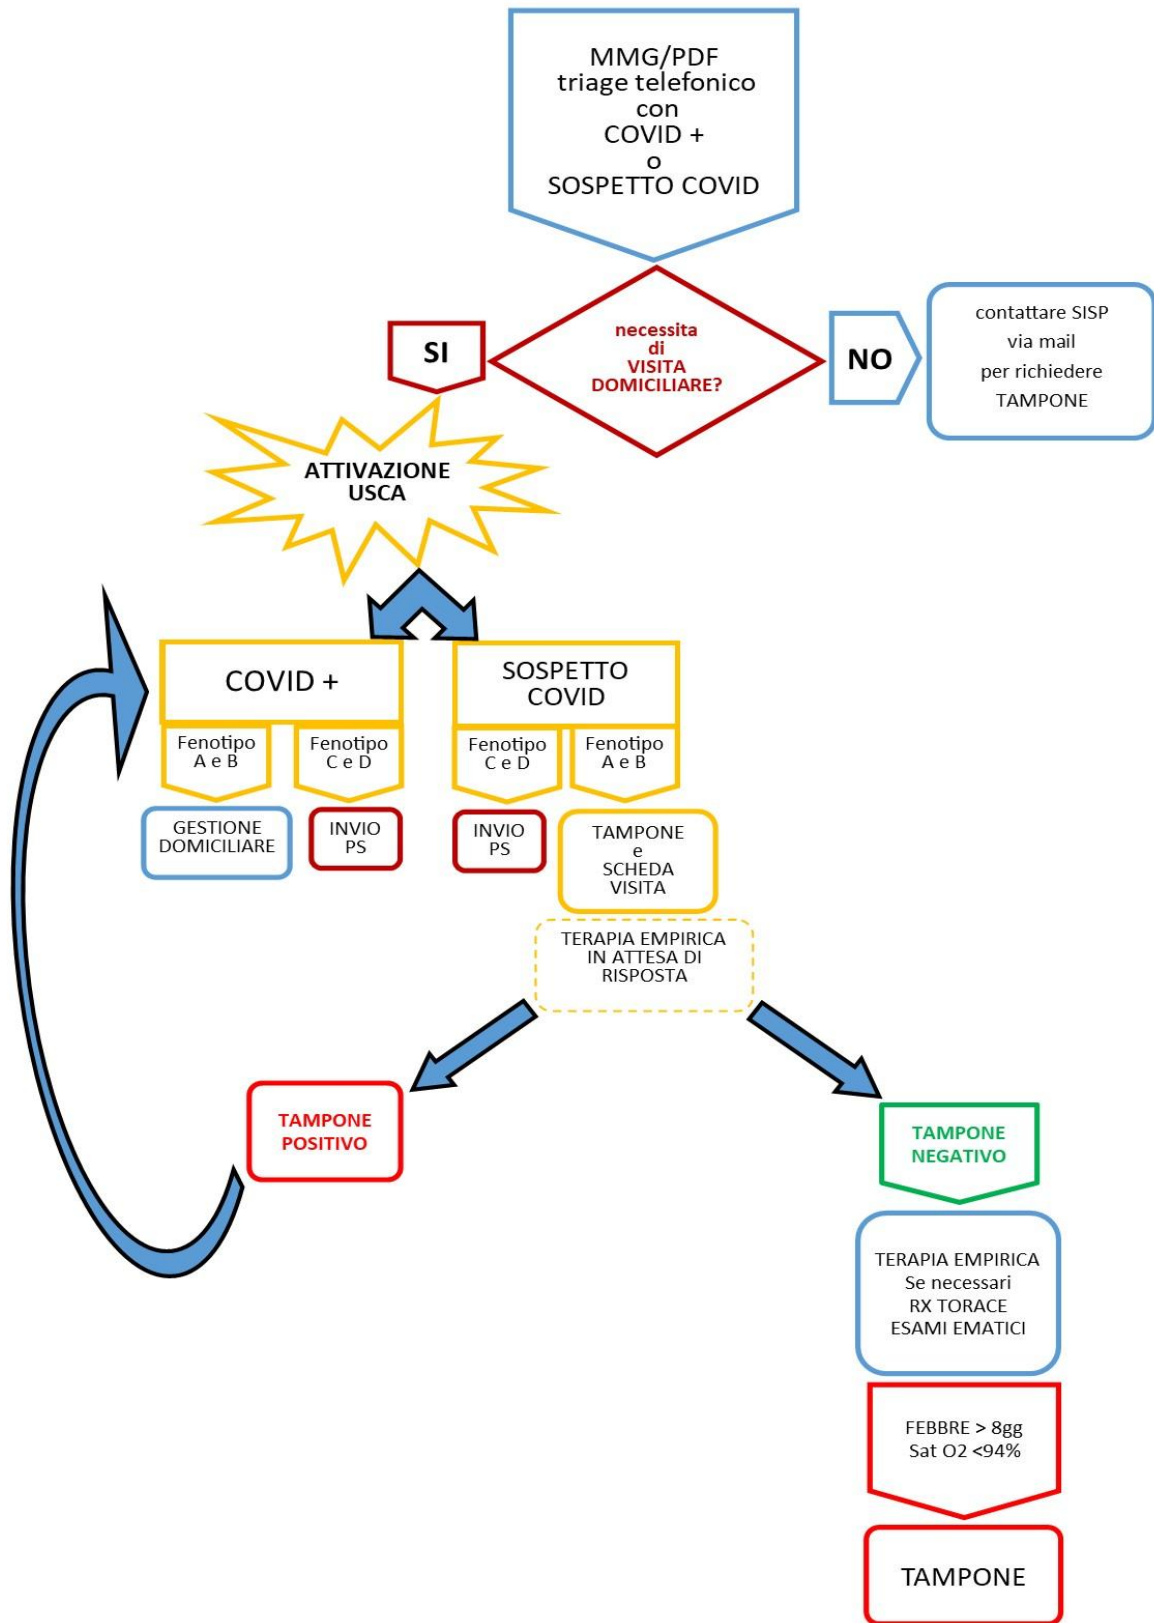 MMG/PDF
triage telefonico
con
COVID +
o
SOSPETTO COVID
SI
necessita
di
VISITA
DOMICILIARE?
NO
contattare SISP
via mail
per richiedere
TAMPONE
ATTIVAZIONE
USCA
COVID +
SOSPETTO
COVID
Fenotipo
A e B
Fenotipo
C e D
Fenotipo
C e D
Fenotipo
A e B
GESTIONE
DOMICILIARE
INVIO
PS
INVIO
PS
TAMPONE
e
SCHEDA
VISITA
TERAPIA EMPIRICA
IN ATTESA DI
RISPOSTA
TAMPONE
POSITIVO
TAMPONE
NEGATIVO
TERAPIA EMPIRICA
Se necessari
RX TORACE
ESAMI EMATICI
FEBBRE > 8gg
Sat O2 <94%
TAMPONE